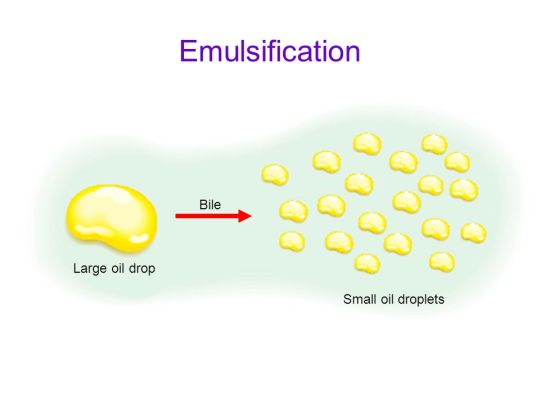 Emulsification
Bile
Large oil drop
Small oil droplets